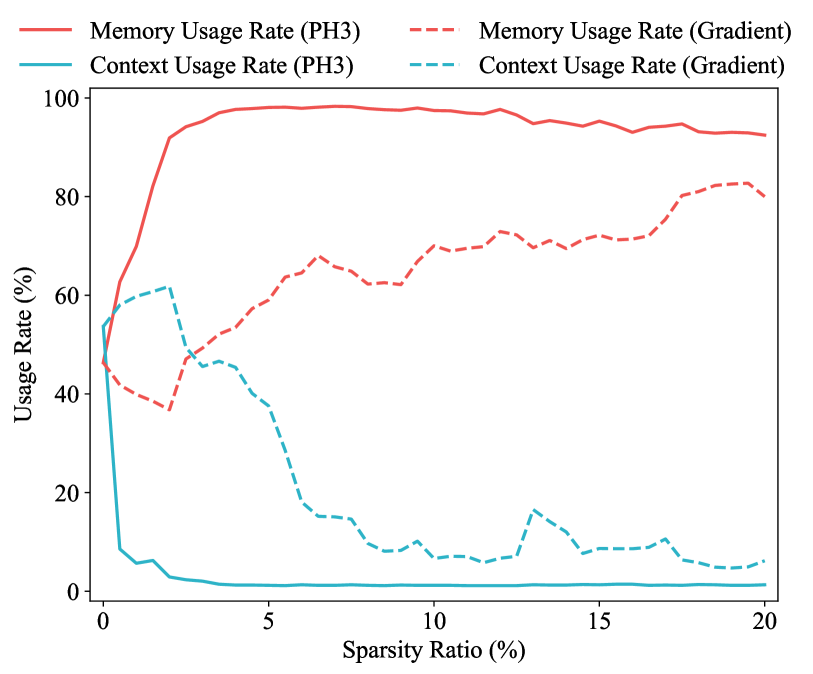 Memory Usage Rate (PH3)
Memory Usage Rate (Gradient)
Context Usage Rate (PH3)
Context Usage Rate (Gradient)
100
80
60
40
20
0
Usage Rate (%)
0
5
10
15
20
Sparsity Ratio (%)